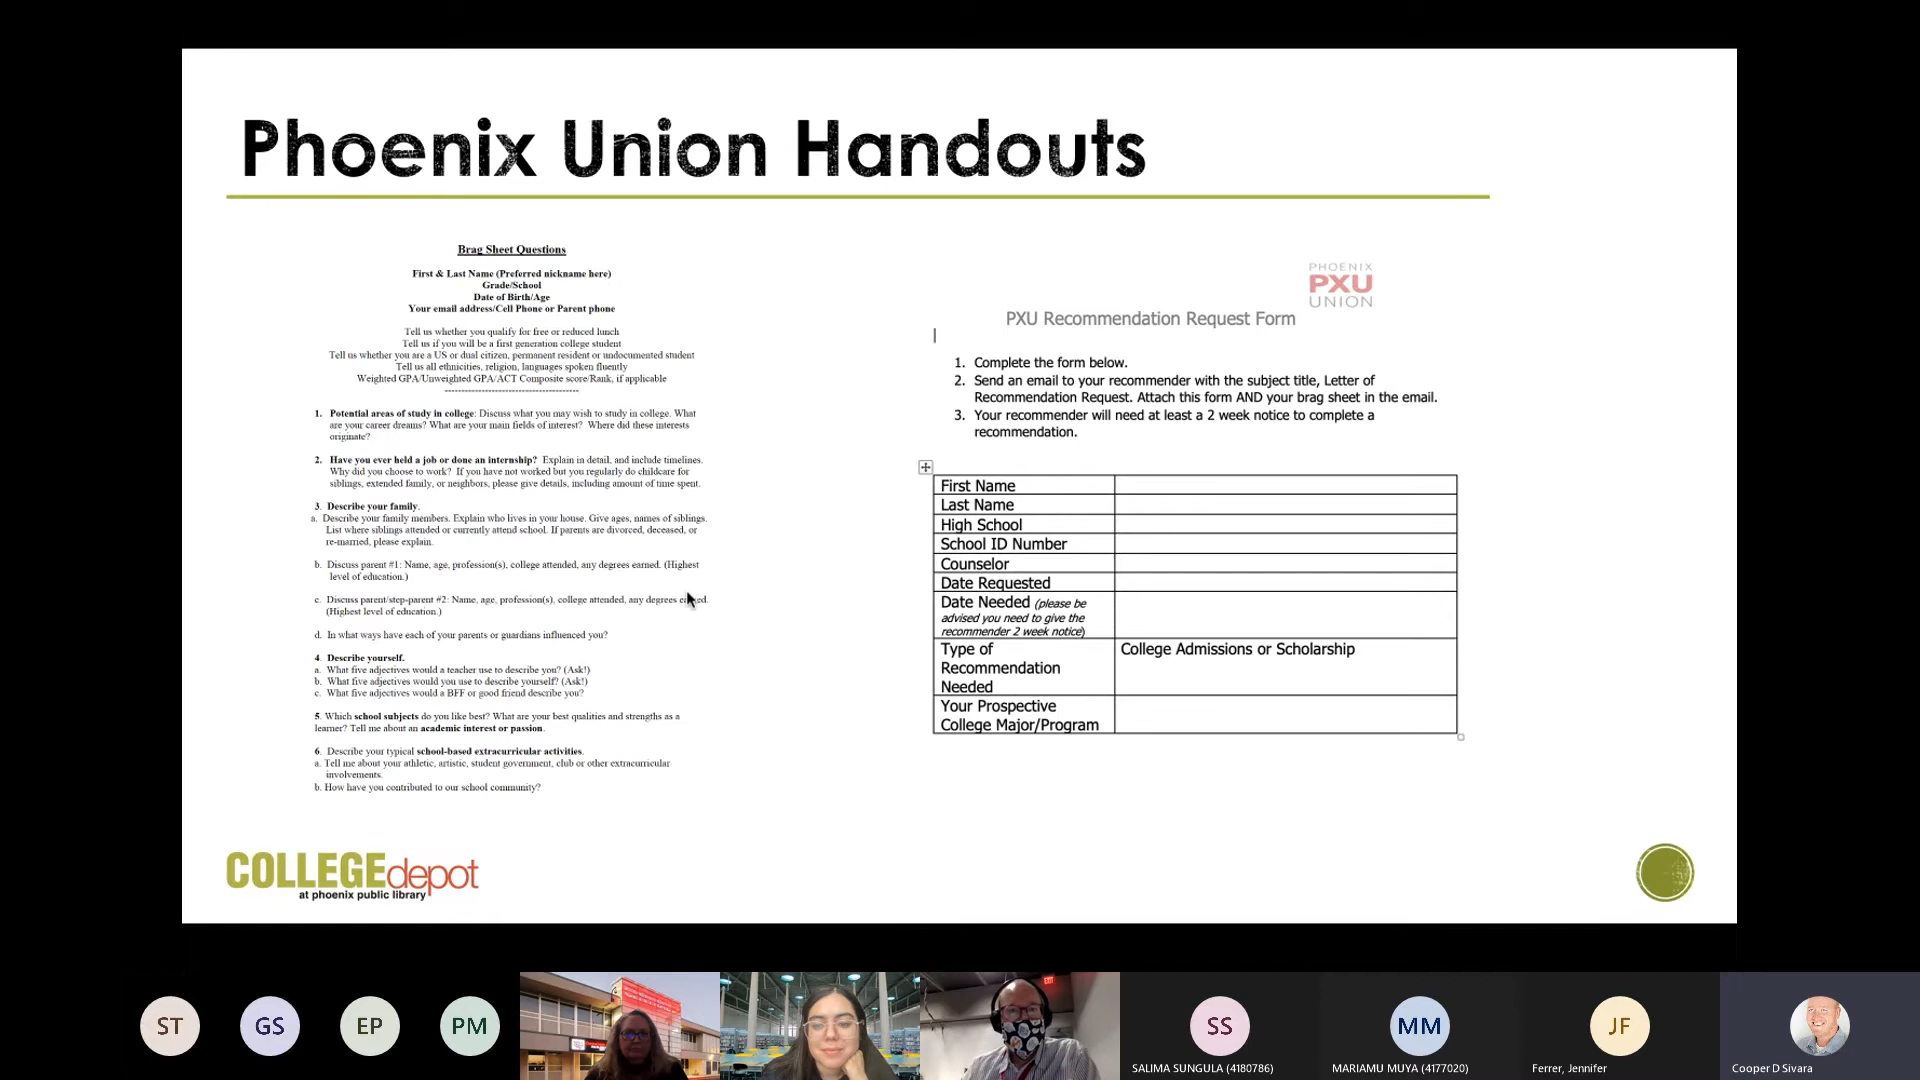 Phoenix Union Handouts
Brag Sheet Questions
First & Last Name (Preferred nickname here)
Grade/School
Date of Birth/Age
Your email address/Cell Phone or Parent phone
Tell us whether you qualify for free or reduced lunch
Tell us if you will be a first generation college student
Tell us whether you are a US or dual citizen, permanent resident or undocumented student
Tell us all ethnicities, religion, languages spoken fluently
Weighted GPA/Unweighted GPA/ACT Composite score/Rank, if applicable
----------------------------------------
1. Potential areas of study in college: Discuss what you may wish to study in college. What
are your career dreams? What are your main fields of interest? Where did these interests
originate?
2. Have you ever held a job or done an internship? Explain in detail, and include timelines.
Why did you choose to work? If you have not worked but you regularly do childcare for
siblings, extended family, or neighbors, please give details, including amount of time spent.
3. Describe your family.
a. Describe your family members. Explain who lives in your house. Give ages, names of siblings.
List where siblings attended or currently attend school. If parents are divorced, deceased, or
re-married, please explain.
b. Discuss parent #1: Name, age, profession(s), college attended, any degrees earned. (Highest
level of education.)
c. Discuss parent/step-parent #2: Name, age, profession(s), college attended, any degrees earned.
(Highest level of education.)
d. In what ways have each of your parents or guardians influenced you?
4. Describe yourself.
a. What five adjectives would a teacher use to describe you? (Ask!)
b. What five adjectives would you use to describe yourself? (Ask!)
c. What five adjectives would a BFF or good friend describe you?
5. Which school subjects do you like best? What are your best qualities and strengths as a
learner? Tell me about an academic interest or passion.
6. Describe your typical school-based extracurricular activities.
a. Tell me about your athletic, artistic, student government, club or other extracurricular
involvements.
b. How have you contributed to our school community?
PHOENIX
PXU
UNION
PXU Recommendation Request Form
1. Complete the form below.
2. Send an email to your recommender with the subject title, Letter of
Recommendation Request. Attach this form AND your brag sheet in the email.
3. Your recommender will need at least a 2 week notice to complete a
recommendation.
First Name
Last Name
High School
School ID Number
Counselor
Date Requested
Date Needed (please be
advised you need to give the
recommender 2 week notice)
Type of College Admissions or Scholarship
Recommendation
Needed
Your Prospective
College Major/Program
COLLEGEdepot
at phoenix public library
ST GS EP PM SS MM JF
EXIT
SALIMA SUNGULA (4180786) MARIAMU MUYA (4177020) Ferrer, Jennifer Cooper D Sivara